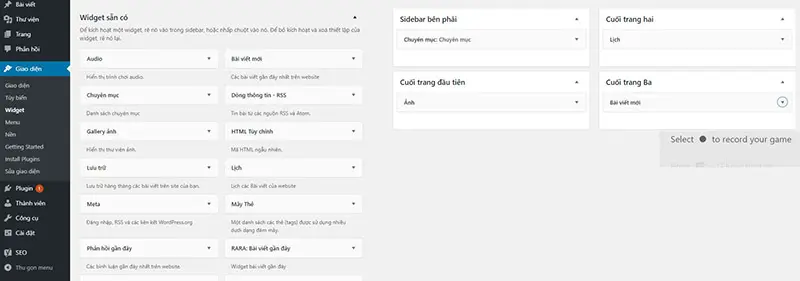 Bài viết
Thư viện
Trang
Phản hồi
Giao diện
Giao diện
Tùy biến
Widget
Menu
Nền
Getting Started
Install Plugins
Sửa giao diện
Plugin 1
Thành viên
Công cụ
Cài đặt
SEO
Thu gọn menu
Widget sẵn có
Để kích hoạt một widget, rê nó vào trong sidebar, hoặc nhấp chuột vào nó. Để bỏ kích hoạt và xoá thiết lập của
widget, rê nó lại.
Audio
Bài viết mới
Hiển thị trình chơi audio.
Các bài viết gần đây nhất trên website
Chuyên mục
Dòng thông tin - RSS
Danh sách chuyên mục
Tin bài từ các nguồn RSS và Atom.
Gallery ảnh
HTML Tùy chỉnh
Hiển thị thư viện ảnh.
Mã HTML ngẫu nhiên.
Lưu trữ
Lịch
Lưu trữ hàng tháng các bài viết trên site của bạn.
Lịch các Bài viết của website
Meta
Mây Thẻ
Đăng nhập, RSS và các liên kết WordPress.org
Một danh sách các thẻ (tags) được sử dụng nhiều
dưới dạng đám mây.
Phản hồi gần đây
RARA: Bài viết gần đây
Các bình luận gần đây nhất trên website.
Widget bài viết gần đây
Sidebar bên phải
Chuyên mục: Chuyên mục
Cuối trang đầu tiên
Ảnh
Cuối trang hai
Lịch
Cuối trang Ba
Bài viết mới
Select ● to record your game